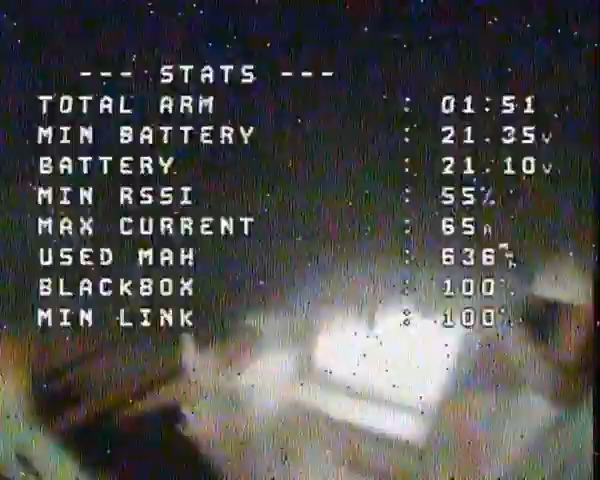 --- STATS ---
TOTAL ARM : 01:51
MIN BATTERY : 21.35V
BATTERY : 21.10V
MIN RSSI : 55%
MAX CURRENT : 65A
USED MAH : 636
BLACKBOX : 100%
MIN LINK : 100%